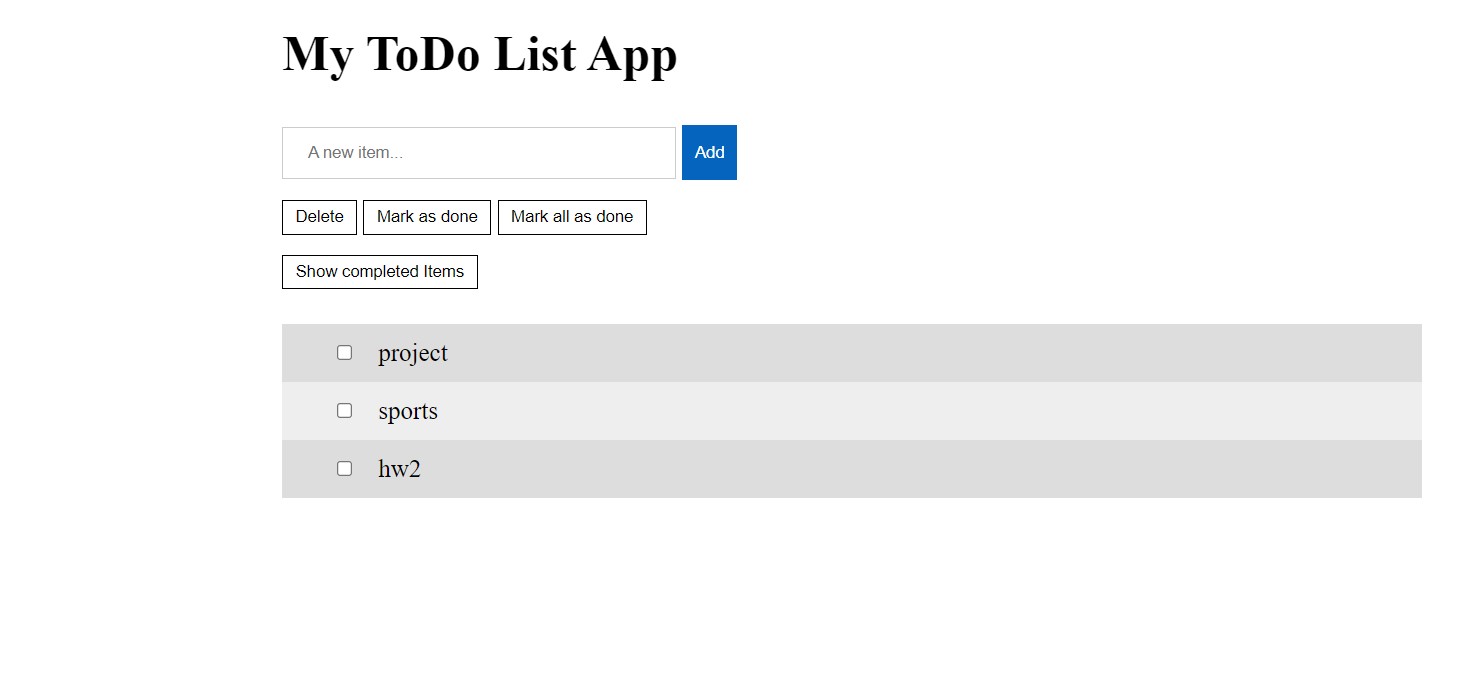 My ToDo List App
A new item... Add
Delete Mark as done Mark all as done
Show completed Items
project
sports
hw2